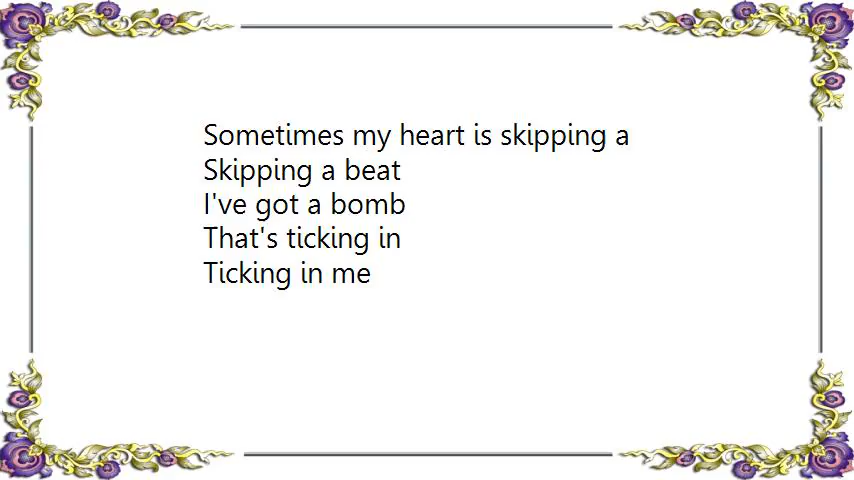 Sometimes my heart is skipping a
Skipping a beat
I've got a bomb
That's ticking in
Ticking in me